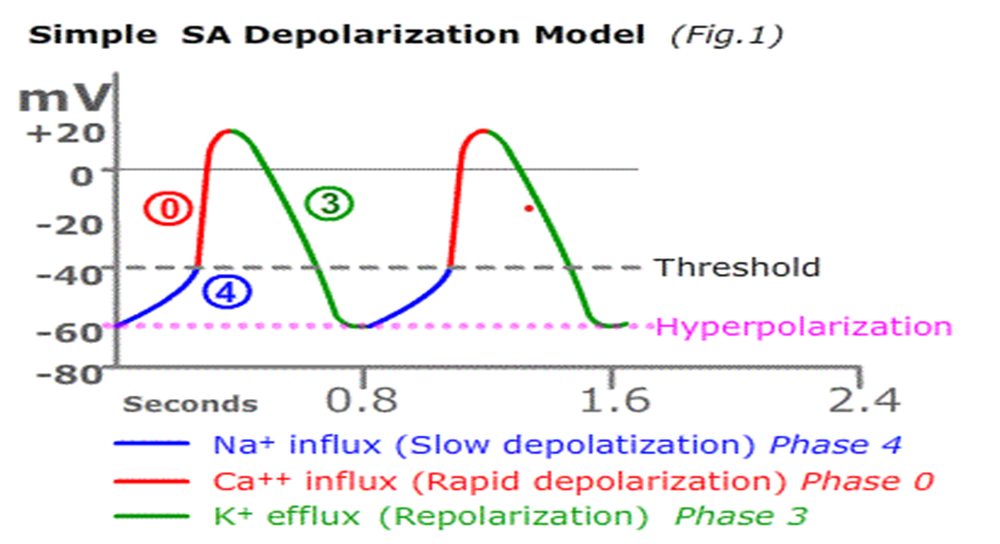 Simple SA Depolarization Model (Fig.1)
mV
+20
0
-20
-40
-60
-80
0
3
4
Threshold
Hyperpolarization
Seconds 0.8 1.6 2.4
Na+ influx (Slow depolatization) Phase 4
Ca++ influx (Rapid depolarization) Phase 0
K+ efflux (Repolarization) Phase 3